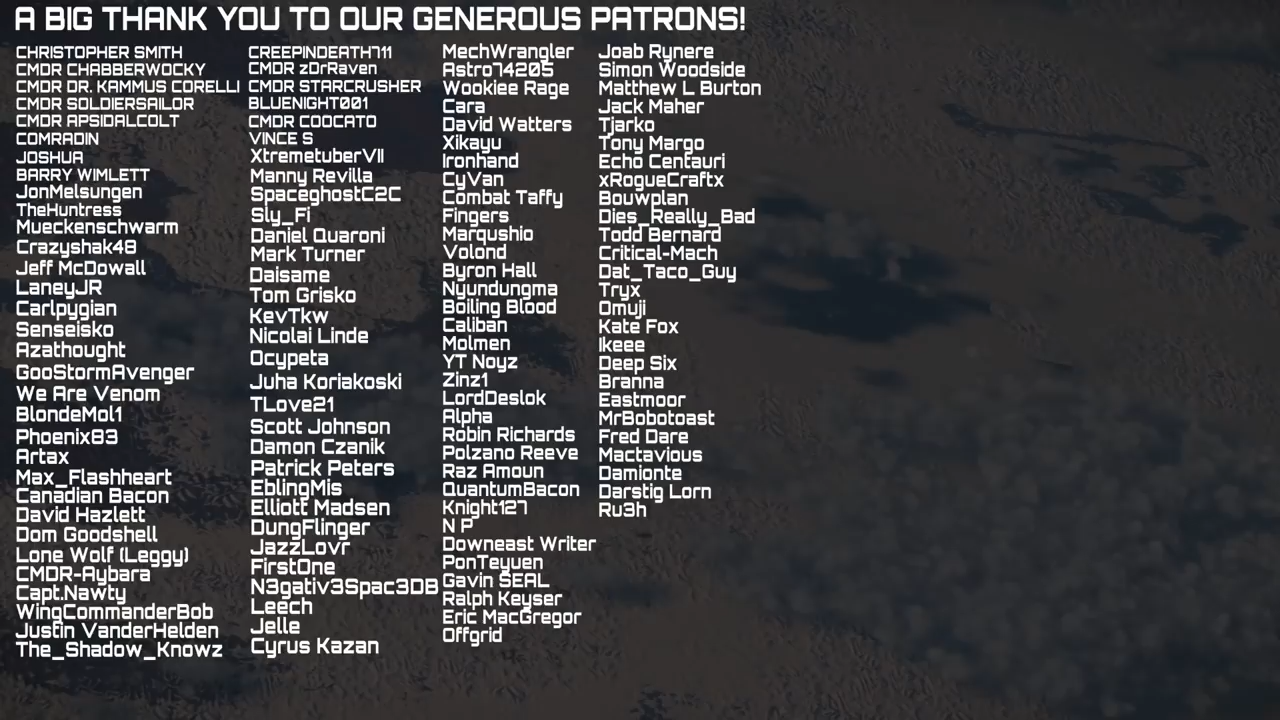 A BIG THANK YOU TO OUR GENEROUS PATRONS!
CHRISTOPHER SMITH
CMDR CHABBERWOCKY
CMDR DR. KAMMUS CORELLI
CMDR SOLDIERSAILOR
CMDR APSIDALCOLT
COMRADIN
JOSHUA
BARRY WIMLETT
JonMelsungen
TheHuntress
Mueckenschwarm
Crazyshak48
Jeff McDowall
LaneyJR
Carlpygian
Senseisko
Azathought
GooStormAvenger
We Are Venom
BlondeMol1
Phoenix83
Artax
Max_Flashheart
Canadian Bacon
David Hazlett
Dom Goodshell
Lone Wolf (Leggy)
CMDR-Aybara
Capt.Nawty
WingCommanderBob
Justin VanderHelden
The_Shadow_Knowz
CREEPINDEATH711
CMDR zDrRaven
CMDR STARCRUSHER
BLUENIGHT001
CMDR COOCATO
VINCE S
XtremetuberVII
Manny Revilla
SpaceghostC2C
Sly_Fi
Daniel Quaroni
Mark Turner
Daisame
Tom Grisko
KevTkw
Nicolai Linde
Ocypeta
Juha Koriakoski
TLove21
Scott Johnson
Damon Czanik
Patrick Peters
EblingMis
Elliott Madsen
DungFlinger
JazzLovr
FirstOne
N3gativ3Spac3DB
Leech
Jelle
Cyrus Kazan
MechWrangler
Astro74205
Wookiee Rage
Cara
David Watters
Xikayu
Ironhand
CyVan
Combat Taffy
Fingers
Marqushio
Volond
Byron Hall
Nyundungma
Boiling Blood
Caliban
Molmen
YT Noyz
Zinz1
LordDeslok
Alpha
Robin Richards
Polzano Reeve
Raz Amoun
QuantumBacon
Knight127
N P
Downeast Writer
PonTeyuen
Gavin SEAL
Ralph Keyser
Eric MacGregor
Offgrid
Joab Rynere
Simon Woodside
Matthew L Burton
Jack Maher
Tjarko
Tony Margo
Echo Centauri
xRogueCraftx
Bouwplan
Dies_Really_Bad
Todd Bernard
Critical-Mach
Dat_Taco_Guy
Tryx
Omuji
Kate Fox
Ikeee
Deep Six
Branna
Eastmoor
MrBobotoast
Fred Dare
Mactavious
Damionte
Darstig Lorn
Ru3h